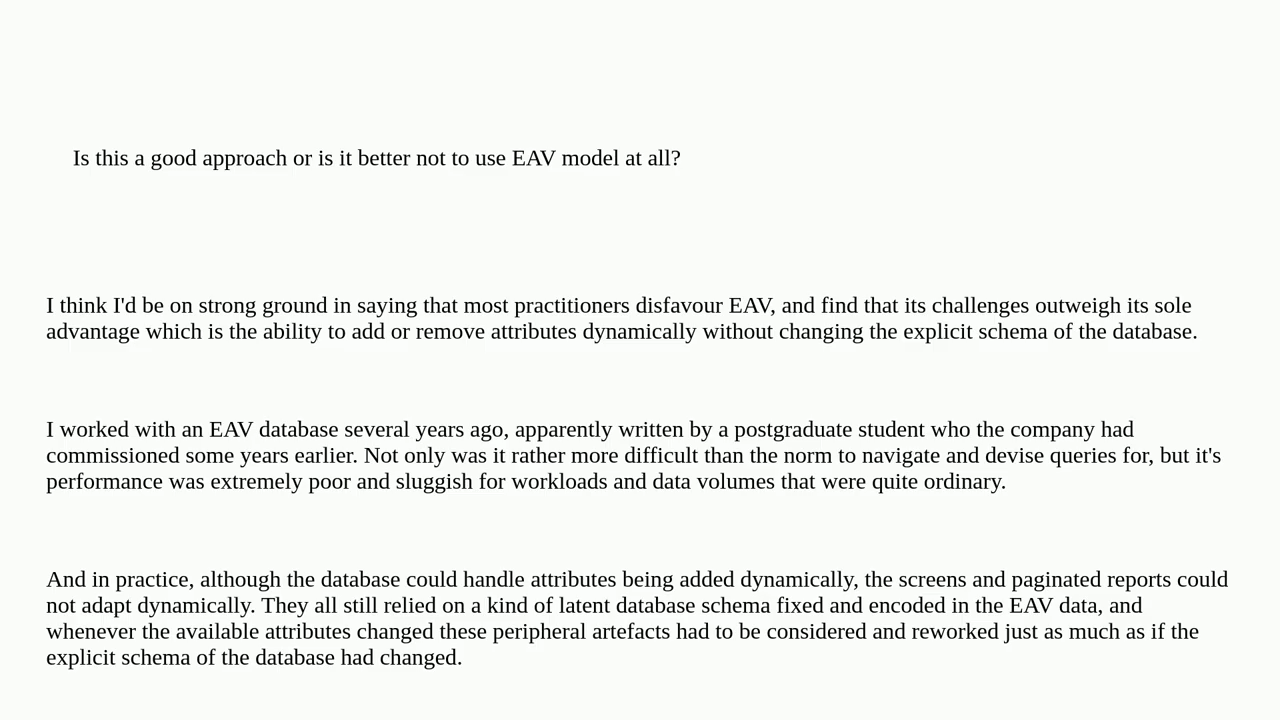 Is this a good approach or is it better not to use EAV model at all?
I think I'd be on strong ground in saying that most practitioners disfavour EAV, and find that its challenges outweigh its sole
advantage which is the ability to add or remove attributes dynamically without changing the explicit schema of the database.
I worked with an EAV database several years ago, apparently written by a postgraduate student who the company had
commissioned some years earlier. Not only was it rather more difficult than the norm to navigate and devise queries for, but it's
performance was extremely poor and sluggish for workloads and data volumes that were quite ordinary.
And in practice, although the database could handle attributes being added dynamically, the screens and paginated reports could
not adapt dynamically. They all still relied on a kind of latent database schema fixed and encoded in the EAV data, and
whenever the available attributes changed these peripheral artefacts had to be considered and reworked just as much as if the
explicit schema of the database had changed.